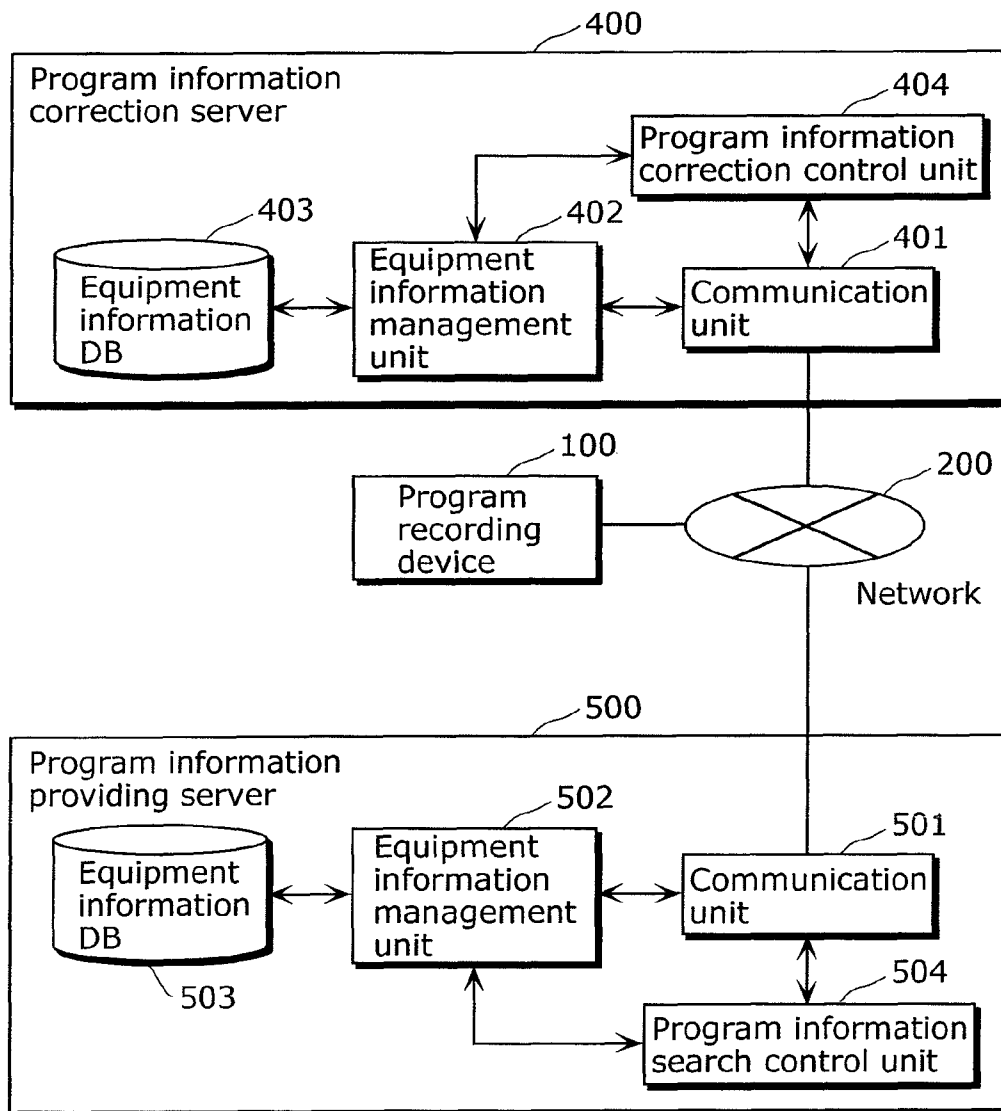 400
Program information
correction server
404
Program information
correction control unit
403
402
401
Equipment
information
DB
Equipment
information
management
unit
Communication
unit
100
200
Program
recording
device
Network
500
Program information
providing server
502
501
Equipment
information
DB
Equipment
information
management
unit
Communication
unit
503
504
Program information
search control unit